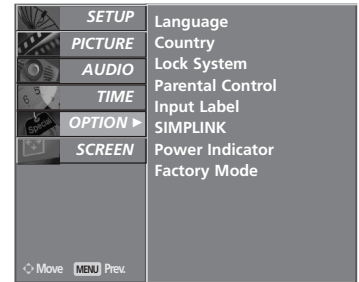 SETUP
PICTURE
AUDIO
TIME
OPTION ►
SCREEN
Language
Country
Lock System
Parental Control
Input Label
SIMPLINK
Power Indicator
Factory Mode
Special
Move MENU Prev.